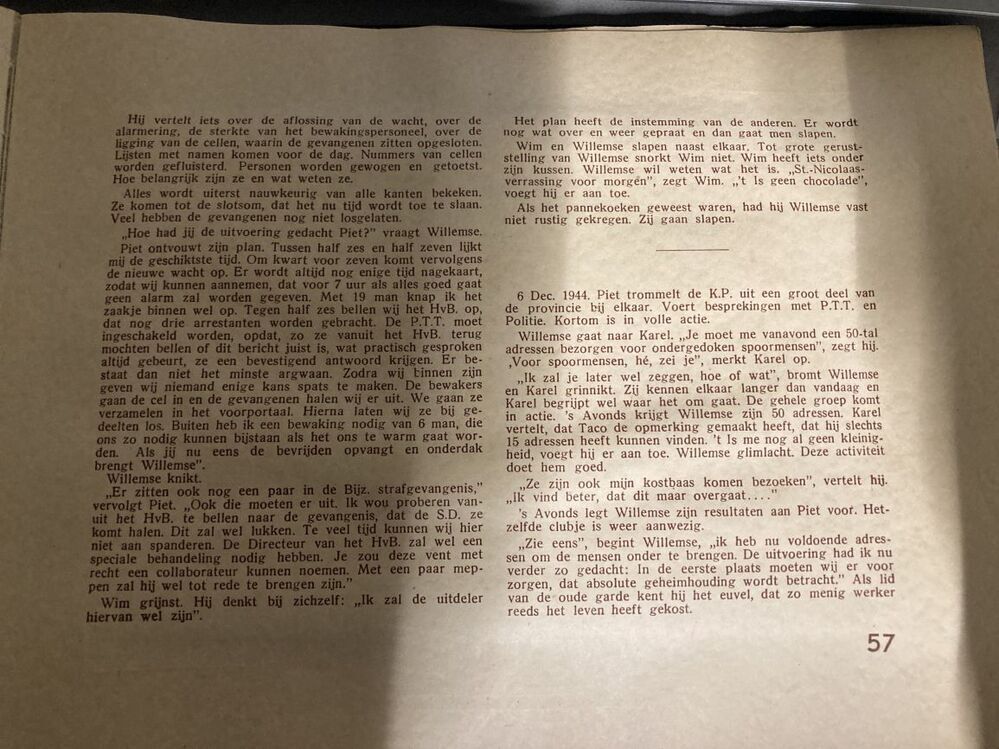 Hij vertelt iets over de aflossing van de wacht, over de
alarmering, de sterkte van het bewakingspersoneel, over de
ligging van de cellen, waarin de gevangenen zitten opgesloten.
Lijsten met namen komen voor de dag. Nummers van cellen
worden gefluisterd. Personen worden gewogen en getoetst.
Hoe belangrijk zijn ze en wat weten ze.
Alles wordt uiterst nauwkeurig van alle kanten bekeken.
Ze komen tot de slotsom, dat het nu tijd wordt toe te slaan.
Veel hebben de gevangenen nog niet losgelaten.
„Hoe had jij de uitvoering gedacht Piet?” vraagt Willemse.
Piet ontvouwt zijn plan. Tussen half zes en half zeven lijkt
mij de geschiktste tijd. Om kwart voor zeven komt vervolgens
de nieuwe wacht op. Er wordt altijd nog enige tijd nagekaart,
zodat wij kunnen aannemen, dat voor 7 uur als alles goed gaat
geen alarm zal worden gegeven. Met 19 man knap ik het
zaakje binnen wel op. Tegen half zes bellen wij het HvB. op,
dat nog drie arrestanten worden gebracht. De P.T.T. moet
ingeschakeld worden, opdat, zo ze vanuit het HvB. terug
mochten bellen of dit bericht juist is, wat practisch gesproken
altijd gebeurt, ze een bevestigend antwoord krijgen. Er be-
staat dan niet het minste argwaan. Zodra wij binnen zijn
geven wij niemand enige kans spats te maken. De bewakers
gaan de cel in en de gevangenen halen wij er uit. We gaan ze
verzamelen in het voorportaal. Hierna laten wij ze bij ge-
deelten los. Buiten heb ik een bewaking nodig van 6 man, die
ons zo nodig kunnen bijstaan als het ons te warm gaat wor-
den. Als jij nu eens de bevrijden opvangt en onderdak
brengt Willemse”.
Willemse knikt.
„Er zitten ook nog een paar in de Bijz. strafgevangenis,”
vervolgt Piet. „Ook die moeten er uit. Ik wou proberen van-
uit het HvB. te bellen naar de gevangenis, dat de S.D. ze
komt halen. Dit zal wel lukken. Te veel tijd kunnen wij hier
niet aan spanderen. De Directeur van het HvB. zal wel een
speciale behandeling nodig hebben. Je zou deze vent met
recht een collaborateur kunnen noemen. Met een paar mep-
pen zal hij wel tot rede te brengen zijn.”
Wim grijnst. Hij denkt bij zichzelf: „Ik zal de uitdeler
hiervan wel zijn”.
Het plan heeft de instemming van de anderen. Er wordt
nog wat over en weer gepraat en dan gaat men slapen.
Wim en Willemse slapen naast elkaar. Tot grote gerust-
stelling van Willemse snorkt Wim niet. Wim heeft iets onder
zijn kussen. Willemse wil weten wat het is. „St.-Nicolaas-
verrassing voor morgen”, zegt Wim. „'t Is geen chocolade”,
voegt hij er aan toe.
Als het pannekoeken geweest waren, had hij Willemse vast
niet rustig gekregen. Zij gaan slapen.
6 Dec. 1944. Piet trommelt de K.P. uit een groot deel van
de provincie bij elkaar. Voert besprekingen met P.T.T. en
Politie. Kortom is in volle actie.
Willemse gaat naar Karel. „Je moet me vanavond een 50-tal
adressen bezorgen voor ondergedoken spoormensen”, zegt hij.
„Voor spoormensen, hé, zei je”, merkt Karel op.
„Ik zal je later wel zeggen, hoe of wat”, bromt Willemse
en Karel grinnikt. Zij kennen elkaar langer dan vandaag en
Karel begrijpt wel waar het om gaat. De gehele groep komt
in actie. 's Avonds krijgt Willemse zijn 50 adressen. Karel
vertelt, dat Taco de opmerking gemaakt heeft, dat hij slechts
15 adressen heeft kunnen vinden. 't Is me nog al geen kleinig-
heid, voegt hij er aan toe. Willemse glimlacht. Deze activiteit
doet hem goed.
„Ze zijn ook mijn kostbaas komen bezoeken”, vertelt hij.
„Ik vind beter, dat dit maar overgaat....”
's Avonds legt Willemse zijn resultaten aan Piet voor. Het-
zelfde clubje is weer aanwezig.
„Zie eens”, begint Willemse, „ik heb nu voldoende adres-
sen om de mensen onder te brengen. De uitvoering had ik nu
verder zo gedacht: In de eerste plaats moeten wij er voor
zorgen, dat absolute geheimhouding wordt betracht.” Als lid
van de oude garde kent hij het euvel, dat zo menig werker
reeds het leven heeft gekost.
57